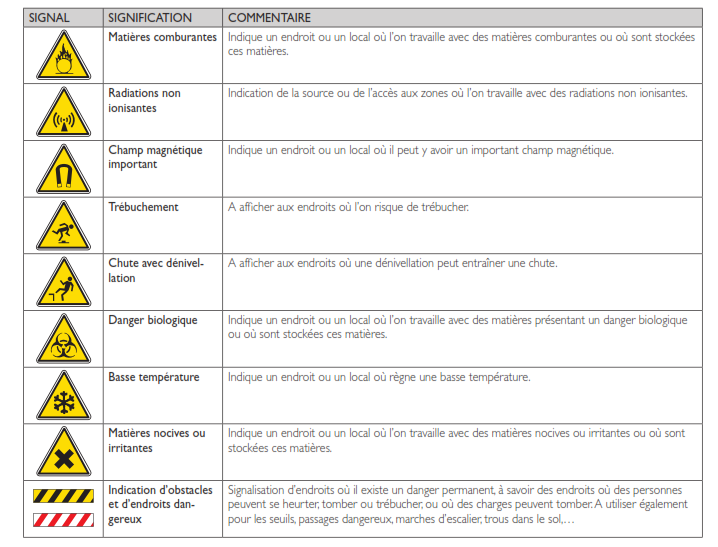 SIGNAL SIGNIFICATION COMMENTAIRE
Matières comburantes Indique un endroit ou un local où l'on travaille avec des matières comburantes ou où sont stockées
ces matières.
Radiations non Indication de la source ou de l'accès aux zones où l'on travaille avec des radiations non ionisantes.
ionisantes
Champ magnétique Indique un endroit ou un local où il peut y avoir un important champ magnétique.
important
Trébuchement A afficher aux endroits où l'on risque de trébucher.
Chute avec dénivel- A afficher aux endroits où une dénivellation peut entraîner une chute.
lation
Danger biologique Indique un endroit ou un local où l'on travaille avec des matières présentant un danger biologique
ou où sont stockées ces matières.
Basse température Indique un endroit ou un local où règne une basse température.
Matières nocives ou Indique un endroit ou un local où l'on travaille avec des matières nocives ou irritantes ou où sont
irritantes stockées ces matières.
Indication d'obstacles Signalisation d'endroits où il existe un danger permanent, à savoir des endroits où des personnes
et d'endroits dan- peuvent se heurter, tomber ou trébucher, ou où des charges peuvent tomber. A utiliser également
gereux pour les seuils, passages dangereux, marches d'escalier, trous dans le sol,...